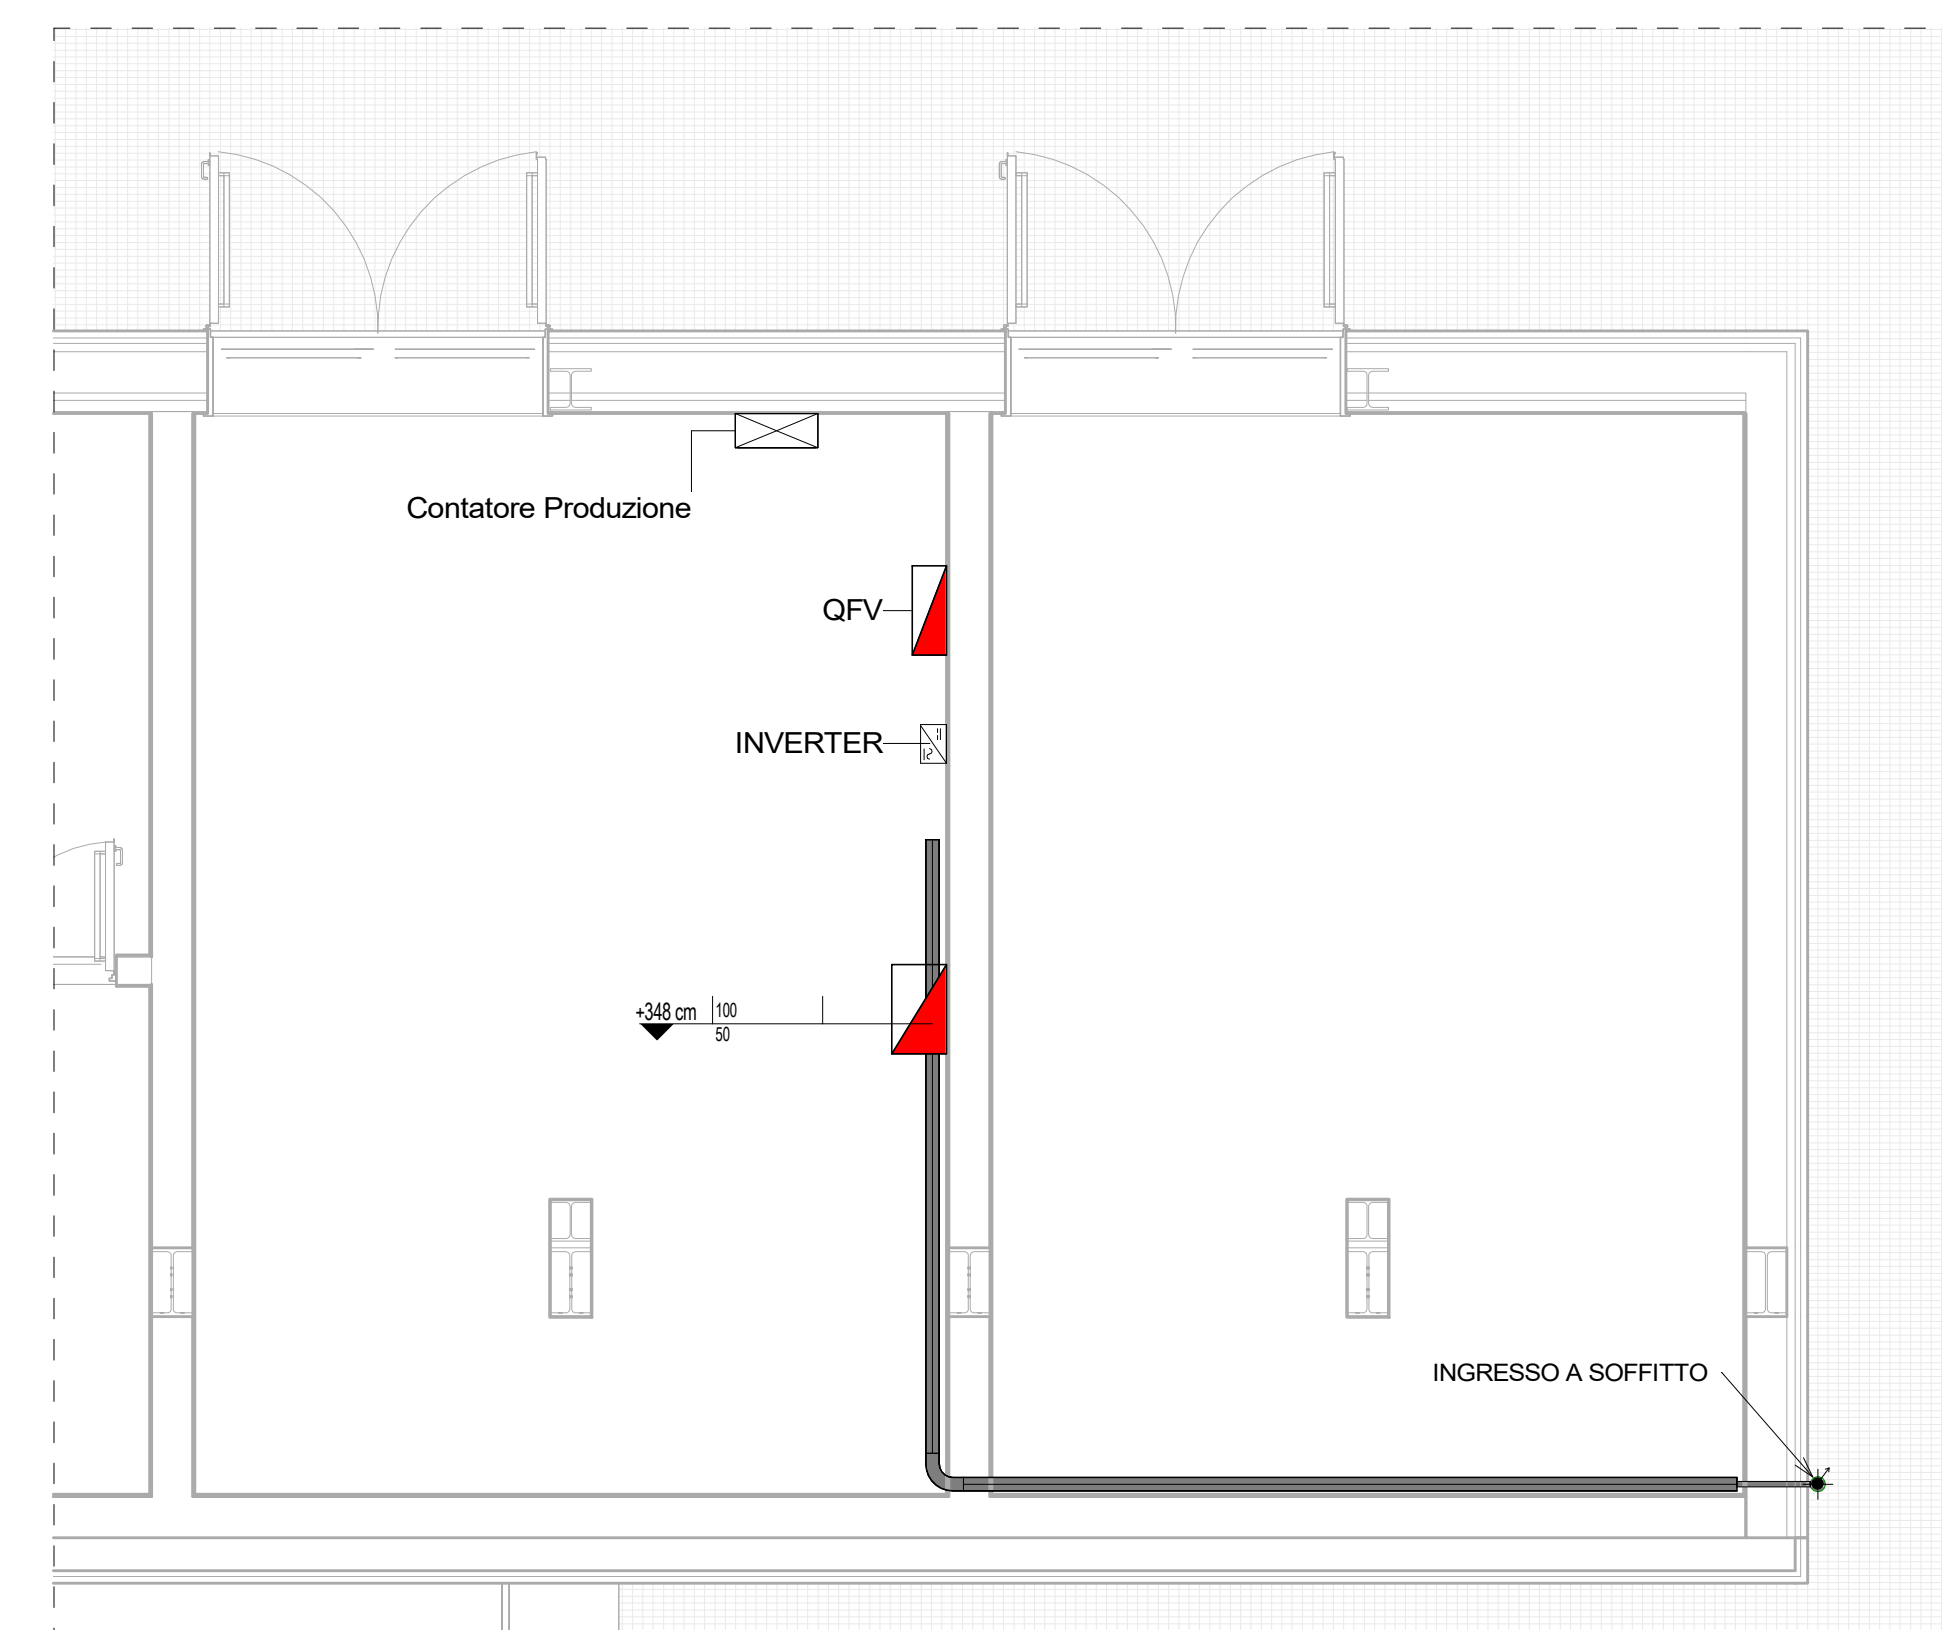 Contatore Produzione
QFV
INVERTER
+348 cm 100
50
INGRESSO A SOFFITTO